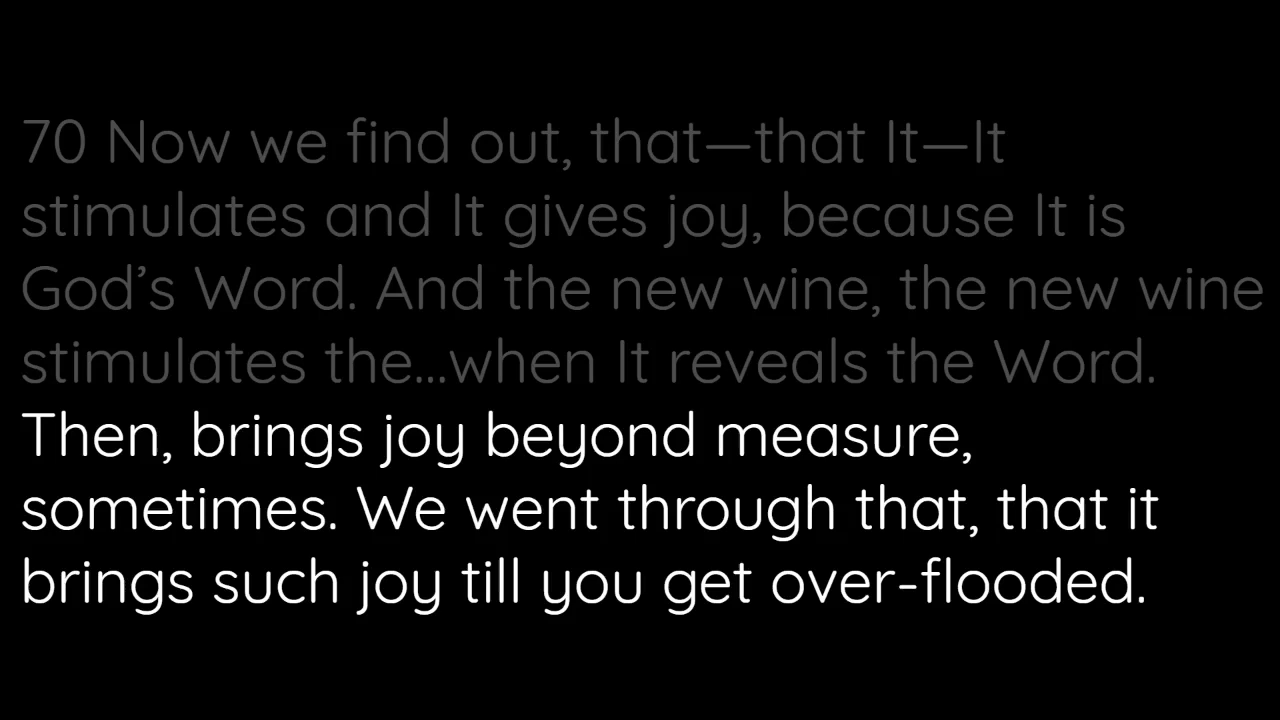 70 Now we find out, that—that It—It
stimulates and It gives joy, because It is
God’s Word. And the new wine, the new wine
stimulates the...when It reveals the Word.
Then, brings joy beyond measure,
sometimes. We went through that, that it
brings such joy till you get over-flooded.